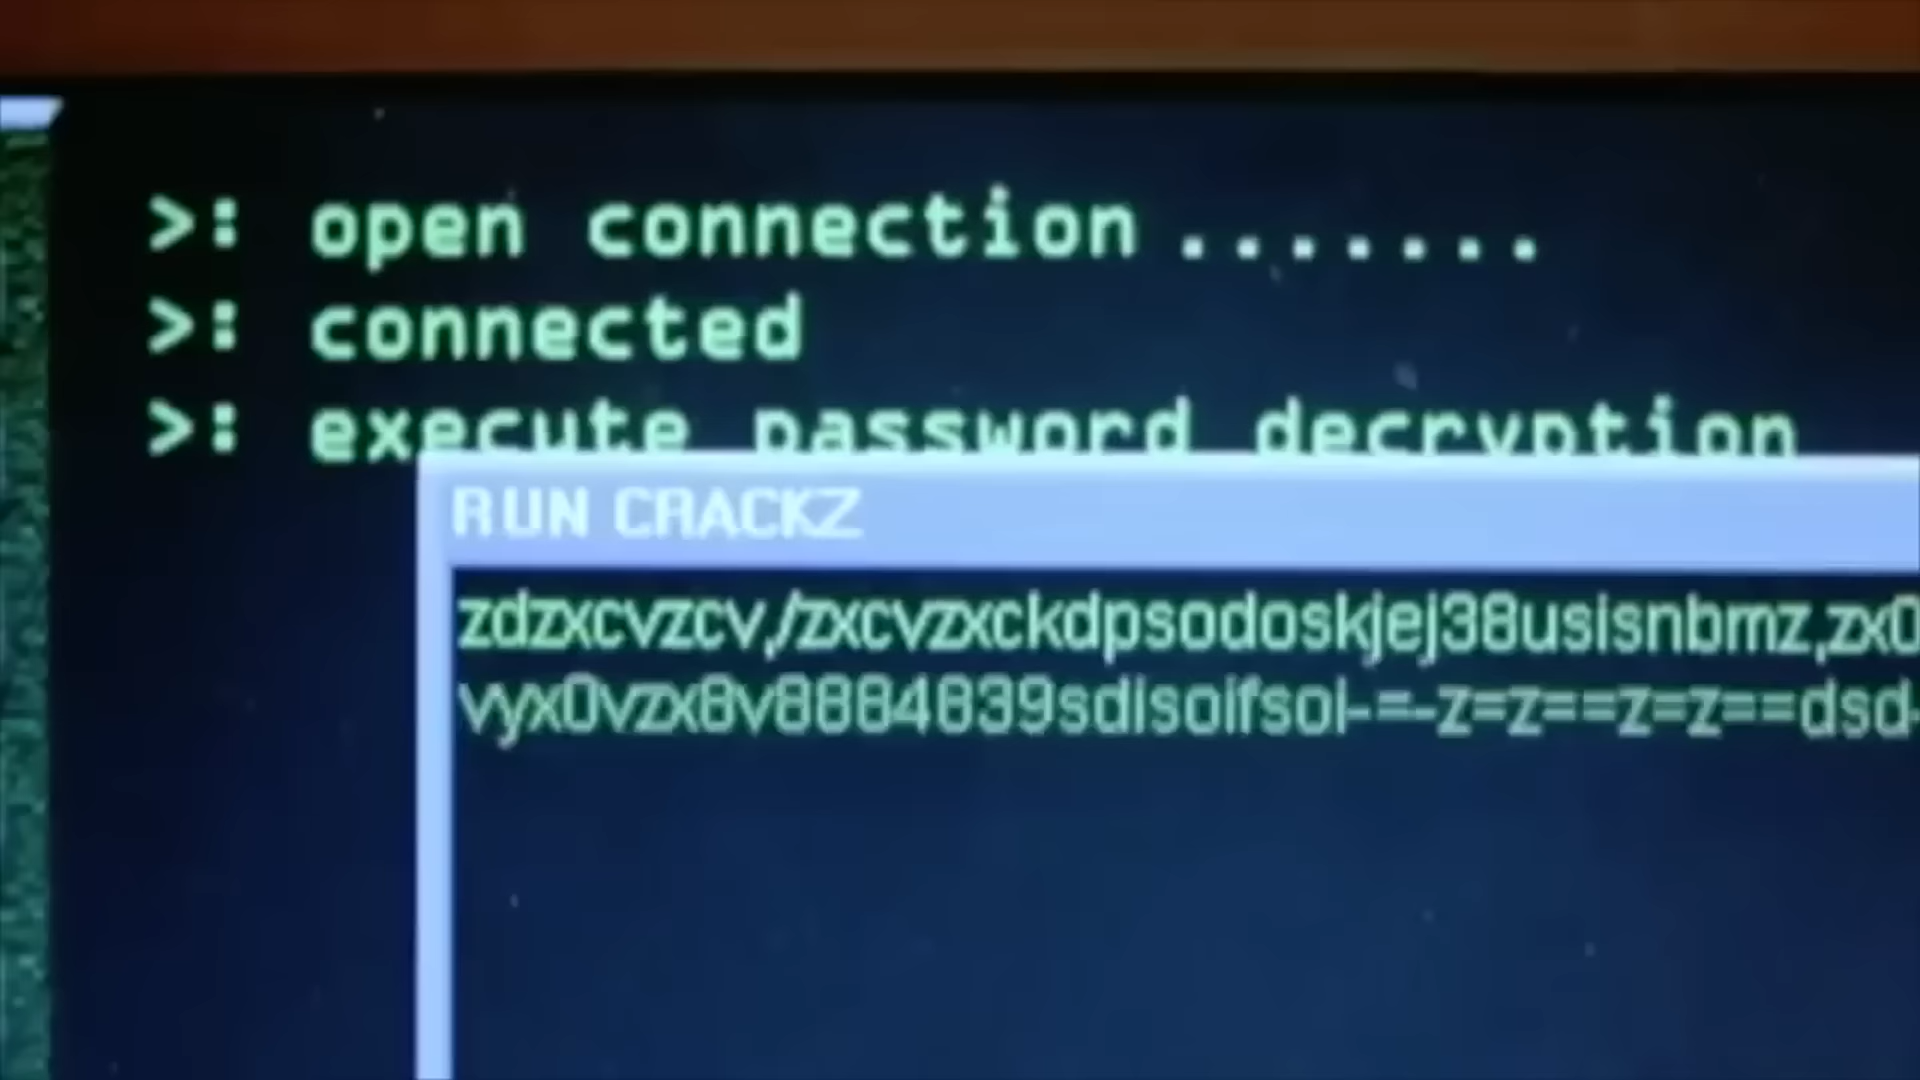 >: open connection.......
>: connected
>: execute password decryption
RUN CRACKZ
zdzxcvzcv,/zxcvzxckdpsodoskjej38usisnbmz,zx0
vyx0vzx8v8884839sdisoifsoi-=-z=z==z=z==dsd-